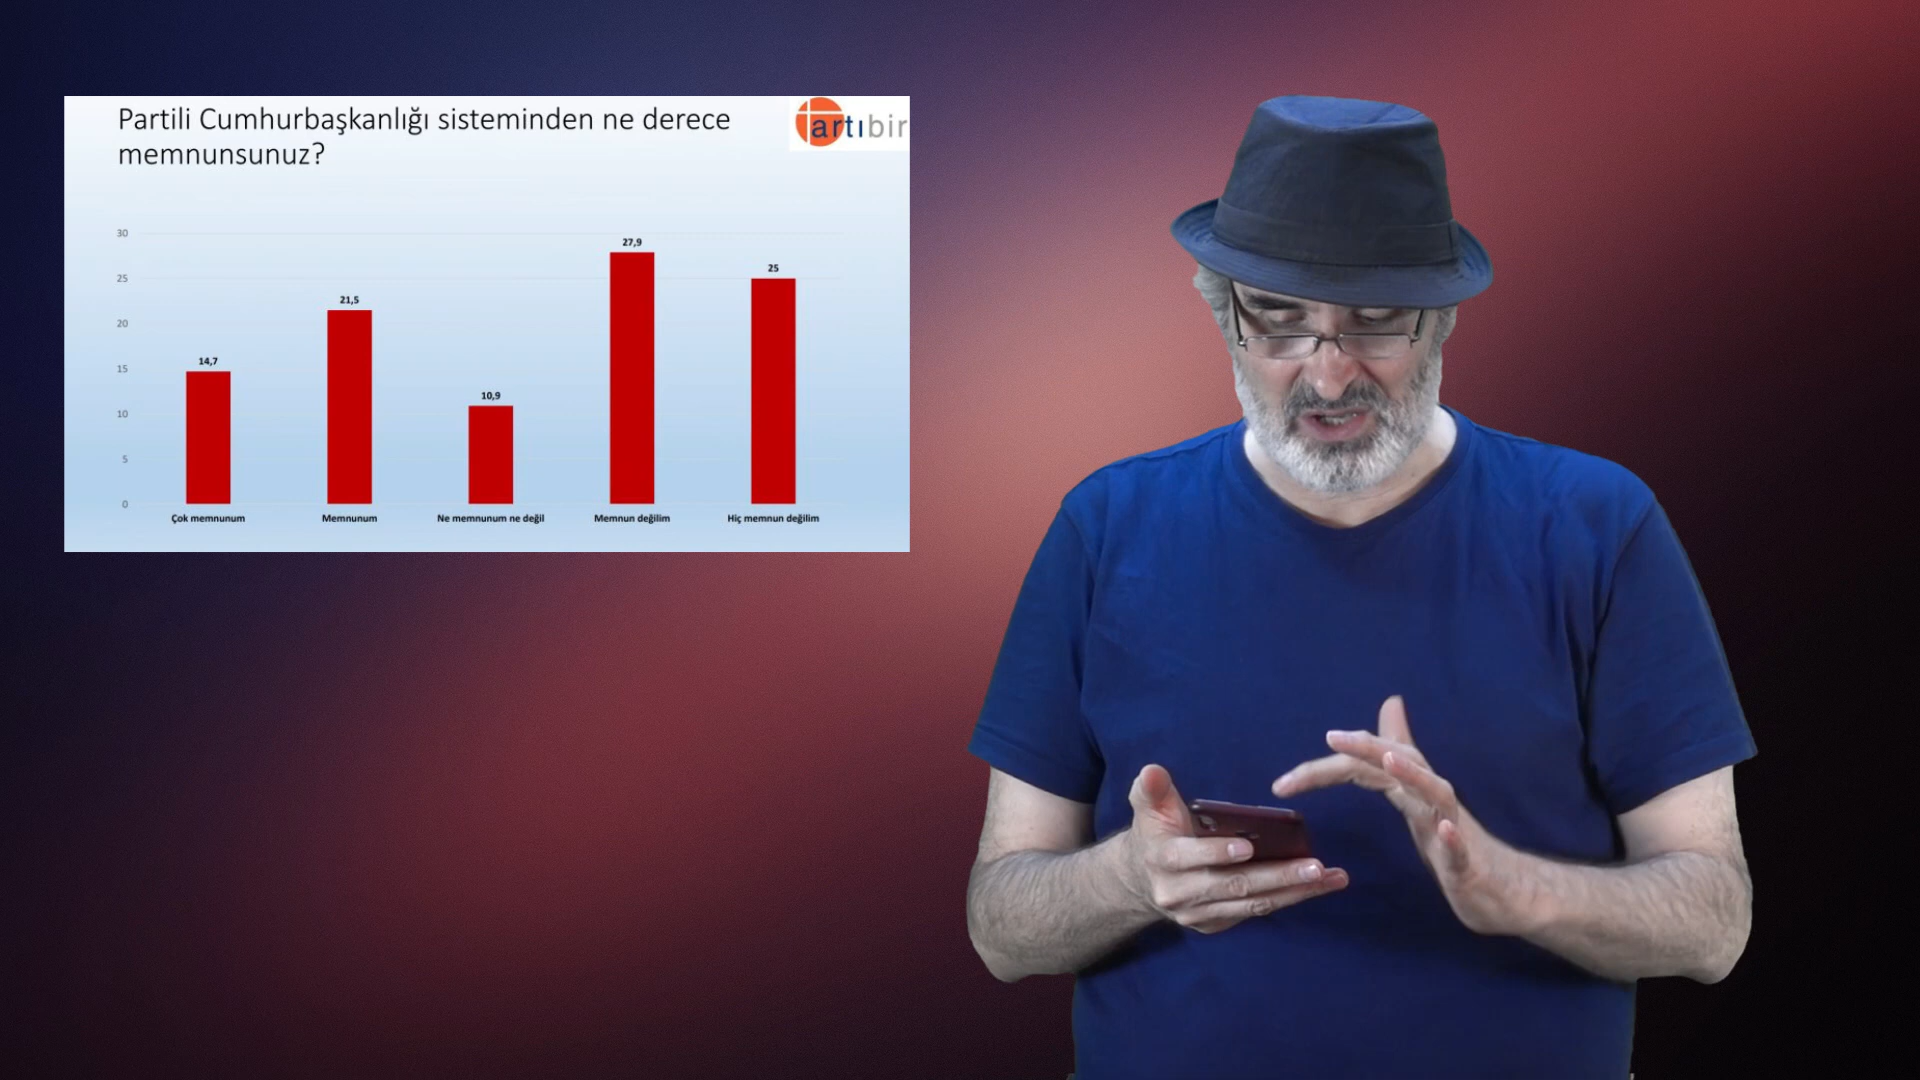 Partili Cumhurbaşkanlığı sisteminden ne derece
memnunsunuz?
artıbir
30
25
20
15
10
5
0
14,7
21,5
10,9
27,9
25
Çok memnunum
Memnunum
Ne memnunum ne değil
Memnun değilim
Hiç memnun değilim